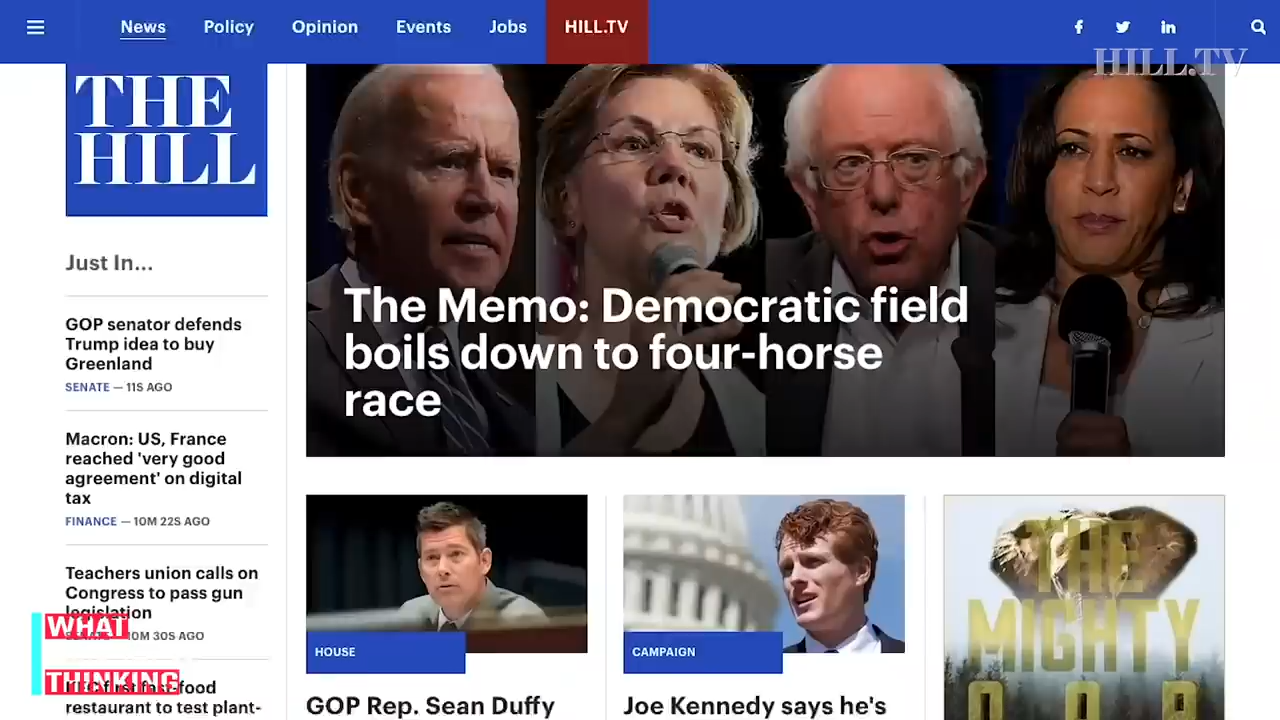 News Policy Opinion Events Jobs HILL.TV
HILL.TV
THE
HILL
Just In...
GOP senator defends
Trump idea to buy
Greenland
SENATE — 11S AGO
Macron: US, France
reached 'very good
agreement' on digital
tax
FINANCE — 10M 22S AGO
Teachers union calls on
Congress to pass gun
legislation
SENATE — 10M 30S AGO
WHAT
THINKING
first fast-food
restaurant to test plant-
The Memo: Democratic field
boils down to four-horse
race
HOUSE
GOP Rep. Sean Duffy
CAMPAIGN
Joe Kennedy says he's
THE
MIGHTY